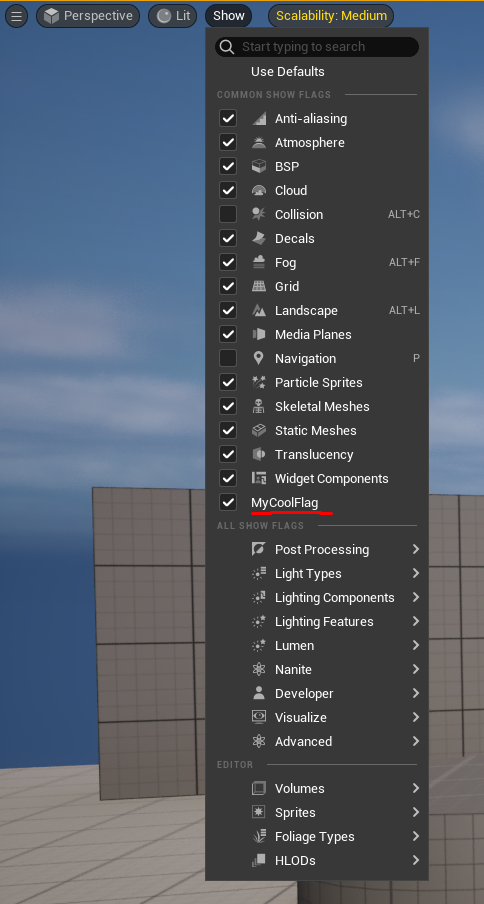 Perspective Lit Show Scalability: Medium
Start typing to search
Use Defaults
COMMON SHOW FLAGS
Anti-aliasing
Atmosphere
BSP
Cloud
Collision ALT+C
Decals
Fog ALT+F
Grid
Landscape ALT+L
Media Planes
Navigation P
Particle Sprites
Skeletal Meshes
Static Meshes
Translucency
Widget Components
MyCoolFlag
ALL SHOW FLAGS
Post Processing
Light Types
Lighting Components
Lighting Features
Lumen
Nanite
Developer
Visualize
Advanced
EDITOR
Volumes
Sprites
Foliage Types
HLODs